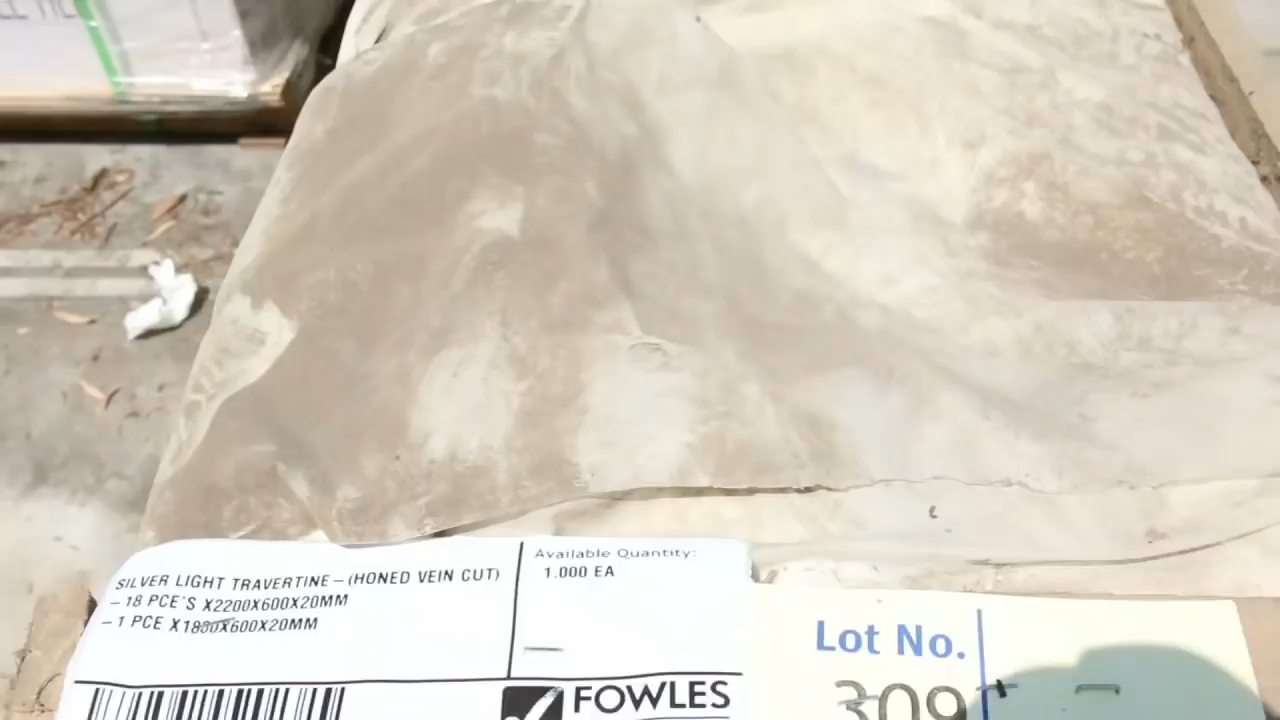 SILVER LIGHT TRAVERTINE - (HONED VEIN CUT)
- 18 PCE'S X2200X600X20MM
- 1 PCE X1800X600X20MM
Available Quantity:
1.000 EA
FOWLES
Lot No.
309